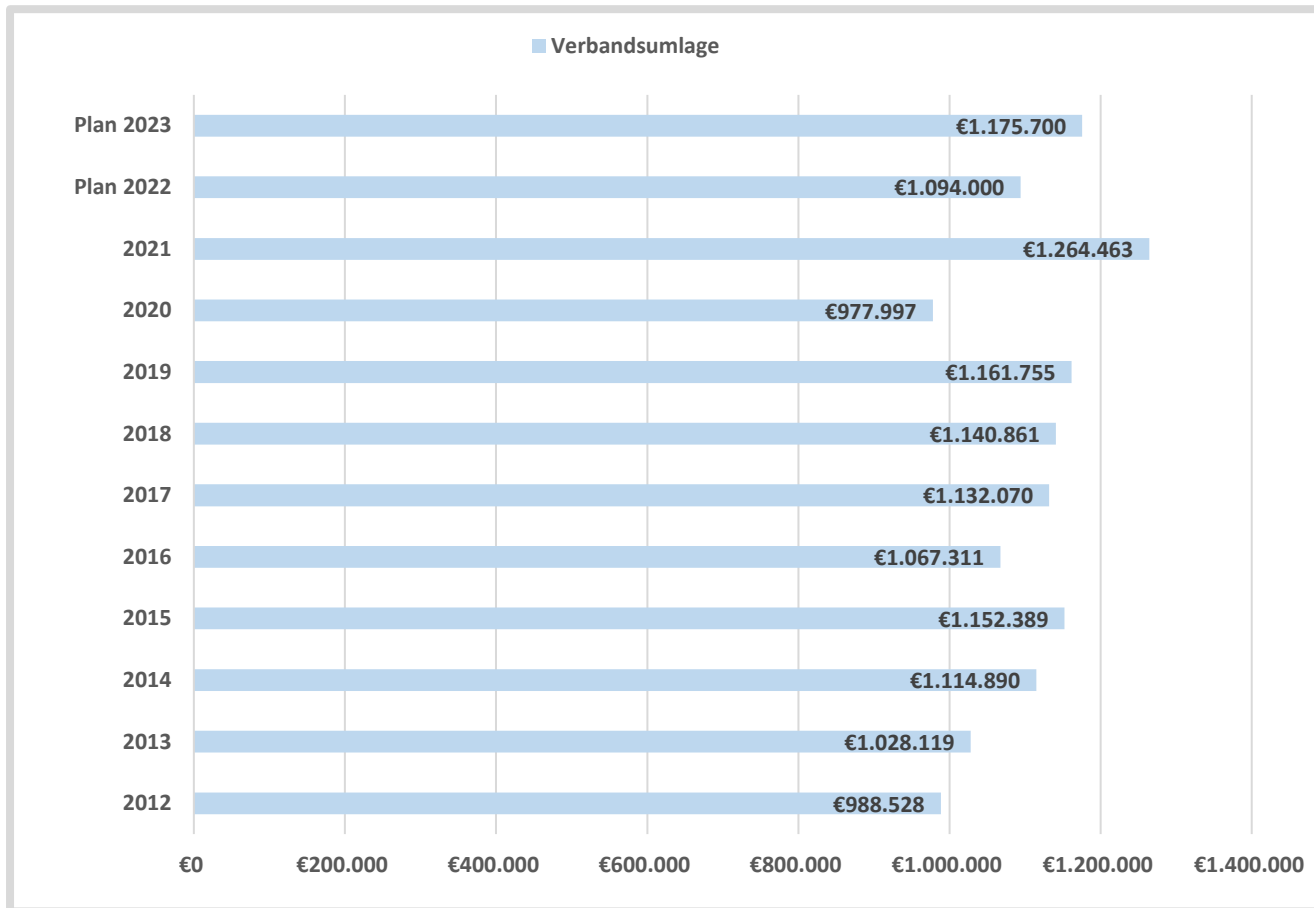 Verbandsumlage
Plan 2023 €1.175.700
Plan 2022 €1.094.000
2021 €1.264.463
2020 €977.997
2019 €1.161.755
2018 €1.140.861
2017 €1.132.070
2016 €1.067.311
2015 €1.152.389
2014 €1.114.890
2013 €1.028.119
2012 €988.528
€0 €200.000 €400.000 €600.000 €800.000 €1.000.000 €1.200.000 €1.400.000